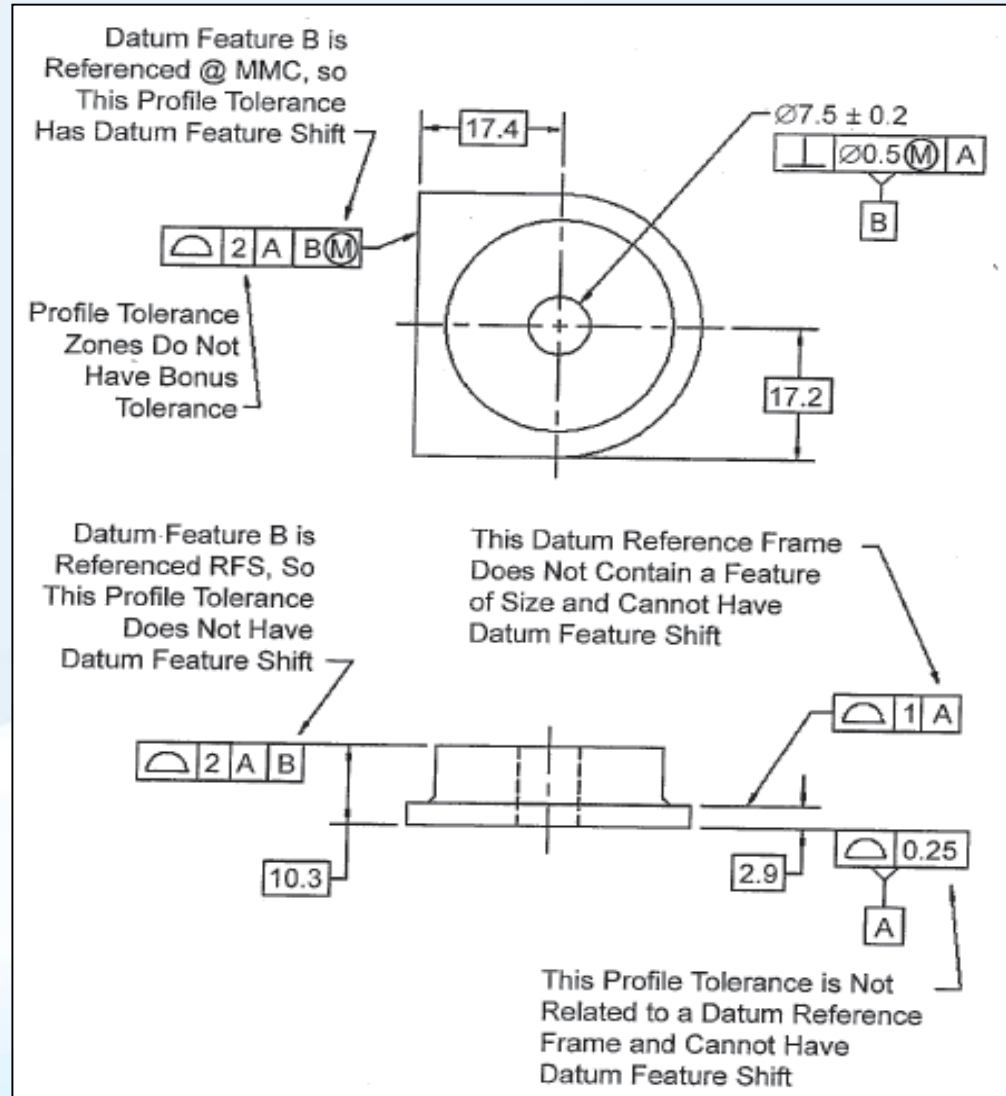 Datum Feature B is
Referenced @ MMC, so
This Profile Tolerance
Has Datum Feature Shift
17.4
∅7.5 ± 0.2
⟂ ∅0.5Ⓜ A
B
⌓ 2 A BⓂ
Profile Tolerance
Zones Do Not
Have Bonus
Tolerance
17.2
Datum Feature B is
Referenced RFS, So
This Profile Tolerance
Does Not Have
Datum Feature Shift
This Datum Reference Frame
Does Not Contain a Feature
of Size and Cannot Have
Datum Feature Shift
⌓ 1 A
⌓ 2 A B
10.3
2.9
⌓ 0.25
A
This Profile Tolerance is Not
Related to a Datum Reference
Frame and Cannot Have
Datum Feature Shift